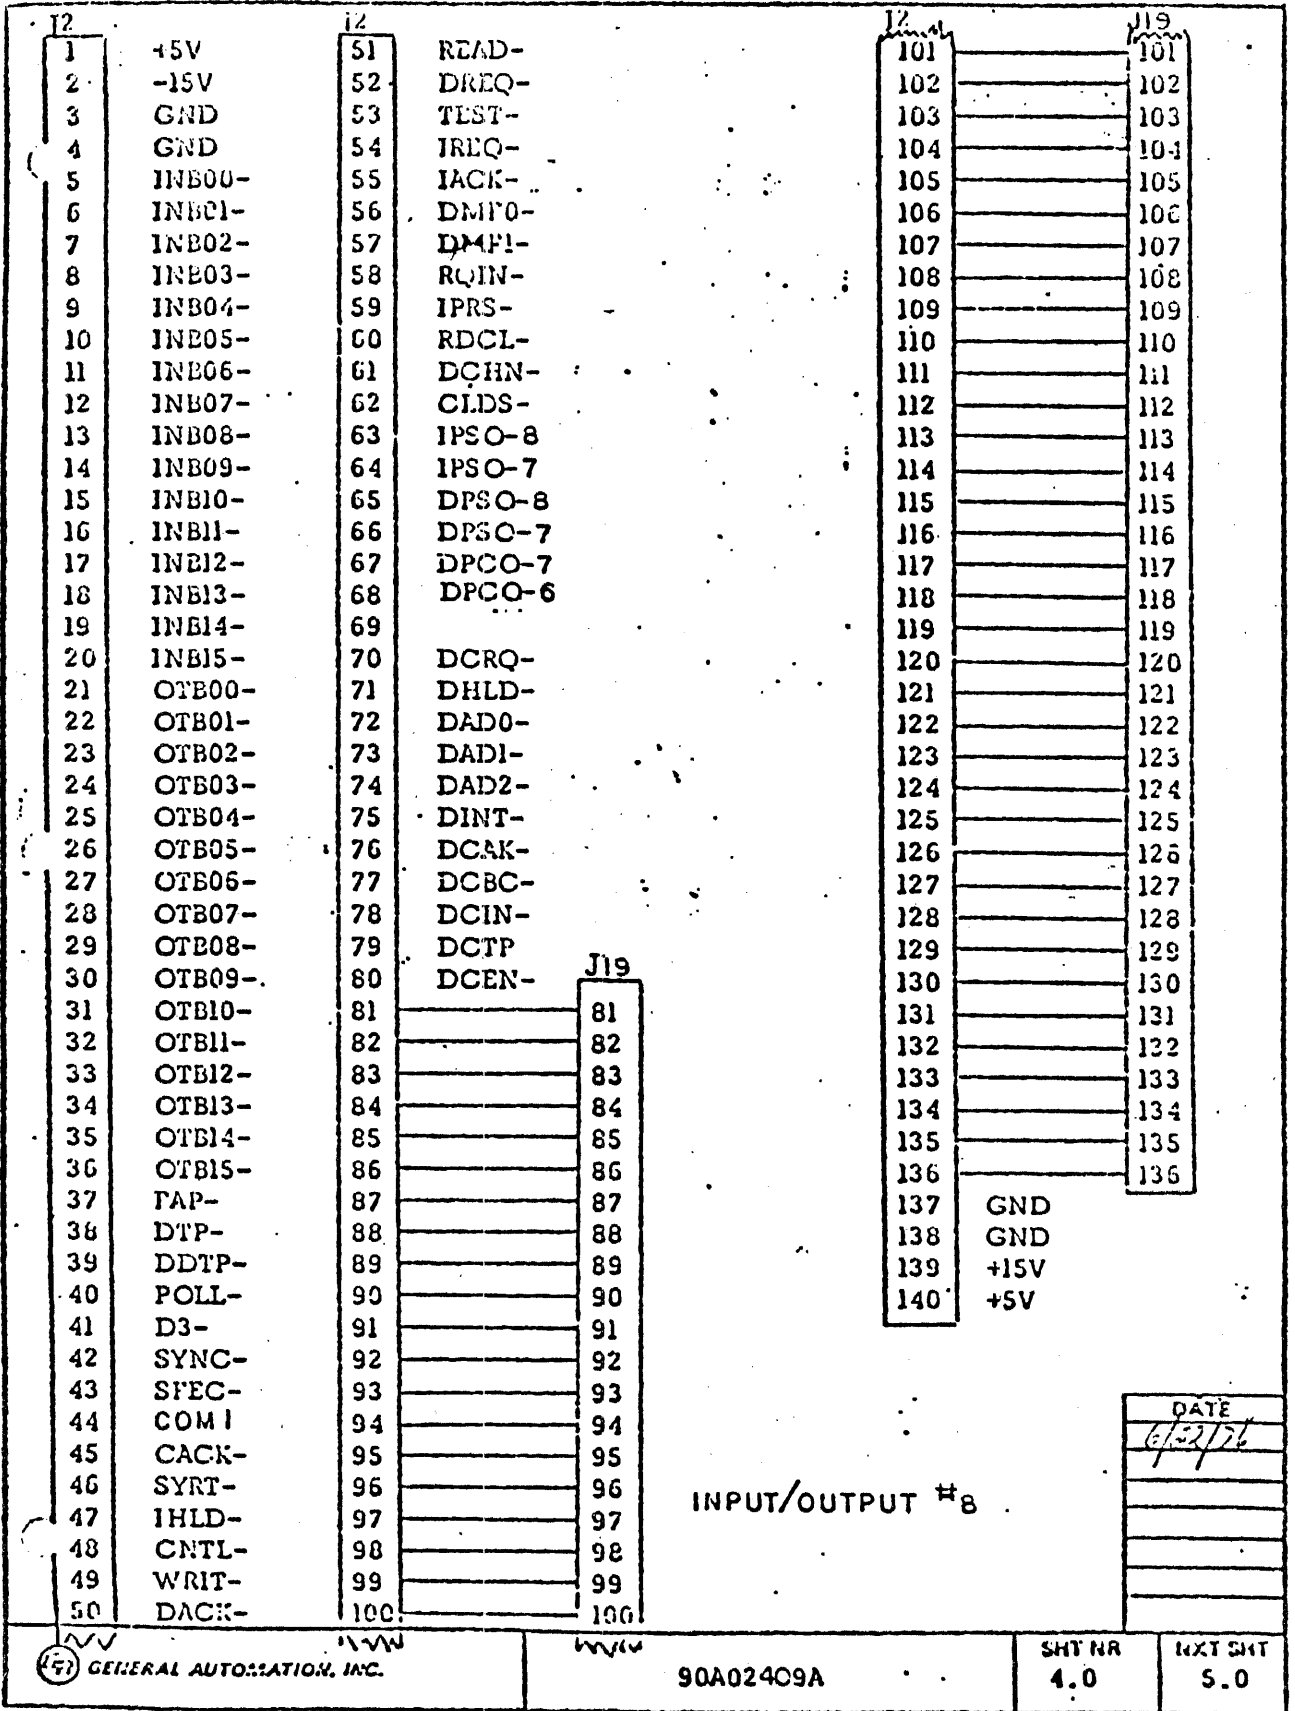 J2
1 +5V
2 -15V
3 GND
4 GND
5 INB00-
6 INB01-
7 INB02-
8 INB03-
9 INB04-
10 INB05-
11 INB06-
12 INB07-
13 INB08-
14 INB09-
15 INB10-
16 INB11-
17 INB12-
18 INB13-
19 INB14-
20 INB15-
21 OTB00-
22 OTB01-
23 OTB02-
24 OTB03-
25 OTB04-
26 OTB05-
27 OTB06-
28 OTB07-
29 OTB08-
30 OTB09-
31 OTB10-
32 OTB11-
33 OTB12-
34 OTB13-
35 OTB14-
36 OTB15-
37
38 DTP-
39 DDTP-
40 POLL-
41 D3-
42 SYNC-
43 SPEC-
44 COM1
45 CACK-
46 SYRT-
47 IHLD-
48 CNTL-
49 WRIT-
50 DACK-
J2
51 READ-
52 DREQ-
53 TEST-
54 IREQ-
55 IACK-
56 DMF0-
57 DMF1-
58 RQIN-
59 IPRS-
60 RDCL-
61 DCHN-
62 CLDS-
63 IPSO-8
64 IPSO-7
65 DPSO-8
66 DPSO-7
67 DPCO-7
68 DPCO-6
69
70 DCRQ-
71 DHLD-
72 DAD0-
73 DAD1-
74 DAD2-
75 DINT-
76 DCAK-
77 DCBC-
78 DCIN-
79 DCTP
80 DCEN-
J19
81 81
82 82
83 83
84 84
85 85
86 86
87 87
88 88
89 89
90 90
91 91
92 92
93 93
94 94
95 95
96 96
97 97
98 98
99 99
100 100
J2 J19
101 101
102 102
103 103
104 104
105 105
106 106
107 107
108 108
109 109
110 110
111 111
112 112
113 113
114 114
115 115
116 116
117 117
118 118
119 119
120 120
121 121
122 122
123 123
124 124
125 125
126 126
127 127
128 128
129 129
130 130
131 131
132 132
133 133
134 134
135 135
136 136
137 GND
138 GND
139 +15V
140 +5V
INPUT/OUTPUT #8
DATE
6/22/76
GENERAL AUTOMATION, INC.
90A02409A
SHT NR
4.0
NXT SHT
5.0